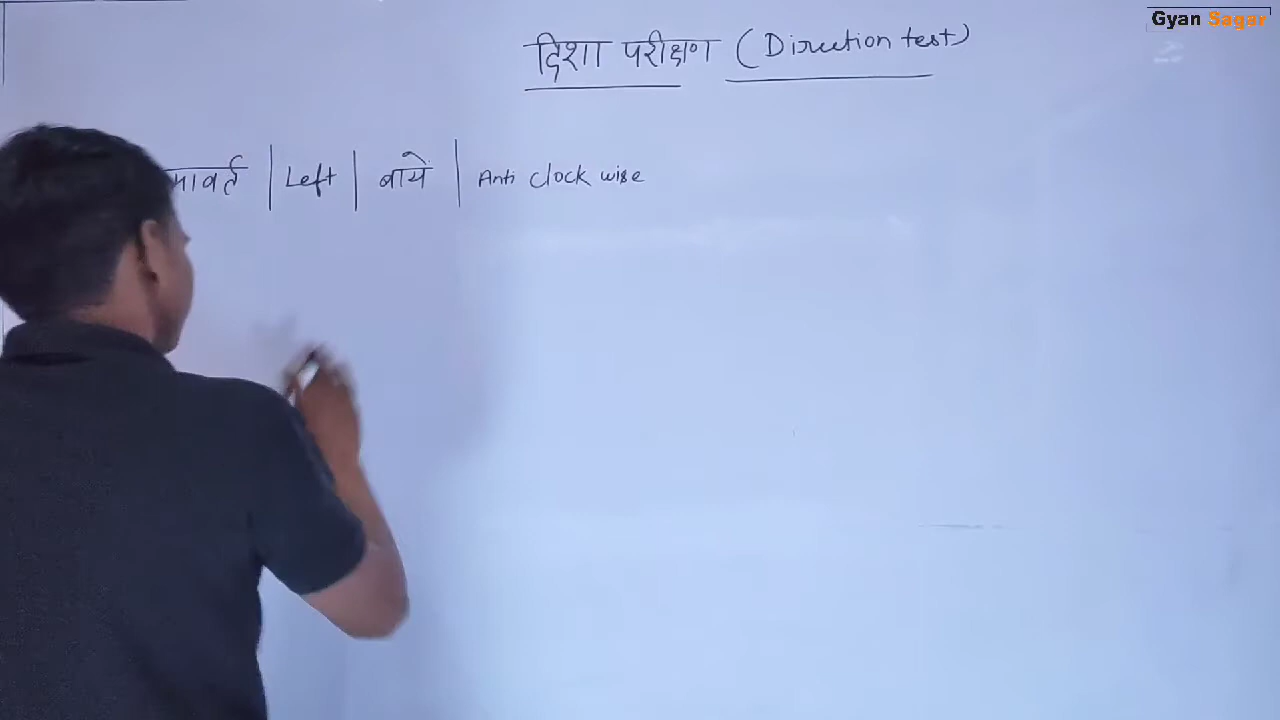 Gyan Sagar
दिशा परीक्षण (Direction test)
| Left | बायें | Anti clock wise